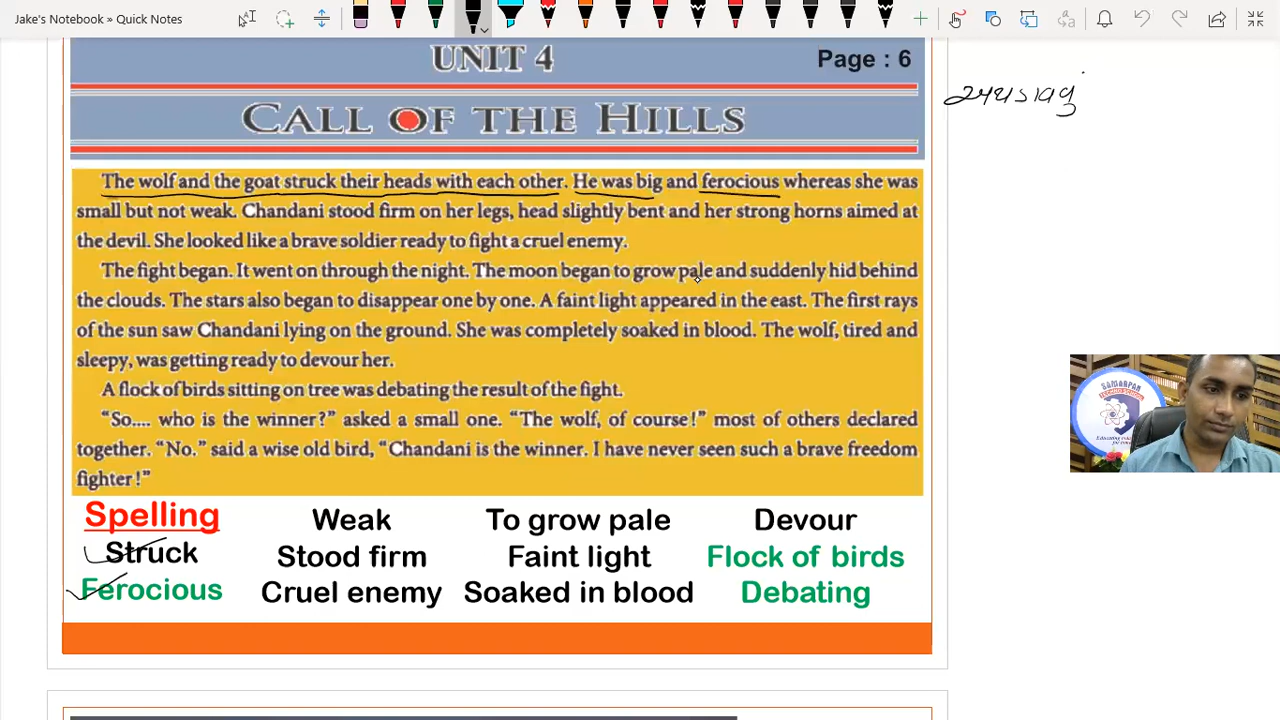 Jake's Notebook » Quick Notes
UNIT 4
Page : 6
CALL OF THE HILLS
The wolf and the goat struck their heads with each other. He was big and ferocious whereas she was
small but not weak. Chandani stood firm on her legs, head slightly bent and her strong horns aimed at
the devil. She looked like a brave soldier ready to fight a cruel enemy.
The fight began. It went on through the night. The moon began to grow pale and suddenly hid behind
the clouds. The stars also began to disappear one by one. A faint light appeared in the east. The first rays
of the sun saw Chandani lying on the ground. She was completely soaked in blood. The wolf, tired and
sleepy, was getting ready to devour her.
A flock of birds sitting on tree was debating the result of the fight.
“So.... who is the winner?” asked a small one. “The wolf, of course!” most of others declared
together. “No.” said a wise old bird, “Chandani is the winner. I have never seen such a brave freedom
fighter!”
Spelling Weak To grow pale Devour
Struck Stood firm Faint light Flock of birds
Ferocious Cruel enemy Soaked in blood Debating